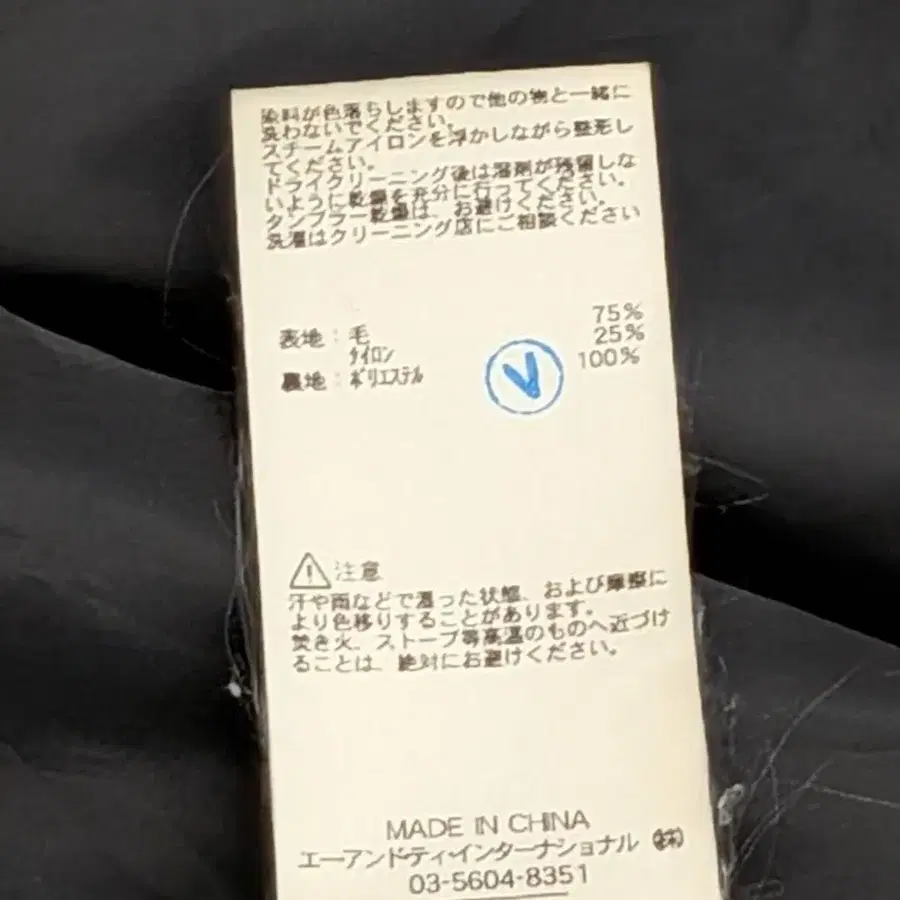 染料が色落ちしますので他の物と一緒に
洗わないでください。
スチームアイロンを浮かしながら整形し
てください。
ドライクリーニング後は溶剤が残留しな
いように乾燥を充分に行ってください。
タンブラー乾燥は、お避けください。
洗濯はクリーニング店にご相談ください
表地:毛 75%
ナイロン 25%
裏地:ポリエステル 100%
V
注意
汗や雨などで湿った状態、および摩擦に
より色移りすることがあります。
焚き火、ストーブ等高温のものへ近づけ
ることは、絶対にお避けください。
MADE IN CHINA
エーアンドティ・インターナショナル ㈱
03-5604-8351